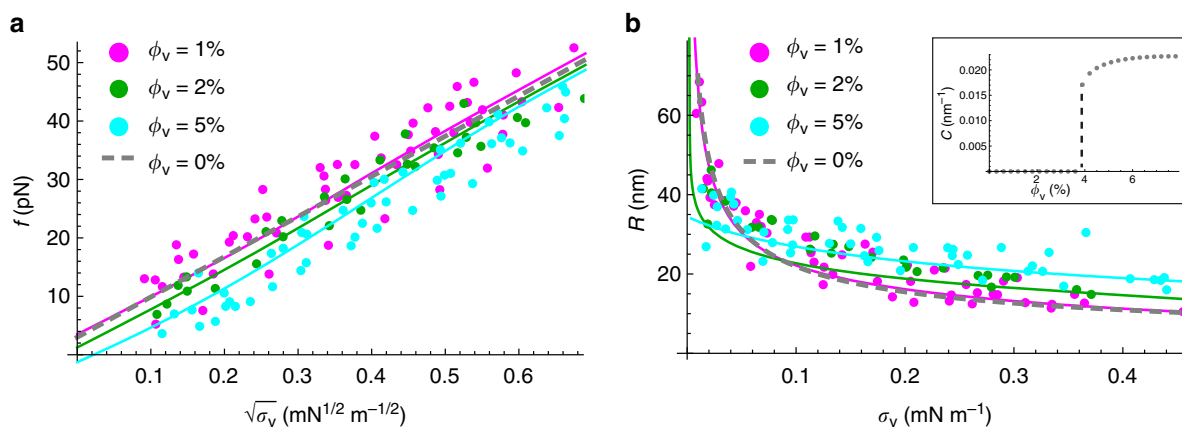 a
ϕv = 1%
ϕv = 2%
ϕv = 5%
ϕv = 0%
50
40
30
20
10
f (pN)
0.1 0.2 0.3 0.4 0.5 0.6
√σv (mN1/2 m−1/2)
b
ϕv = 1%
ϕv = 2%
ϕv = 5%
ϕv = 0%
60
40
20
R (nm)
0.1 0.2 0.3 0.4
σv (mN m−1)
0.020
0.015
0.010
0.005
C (nm−1)
2 4 6
ϕv (%)